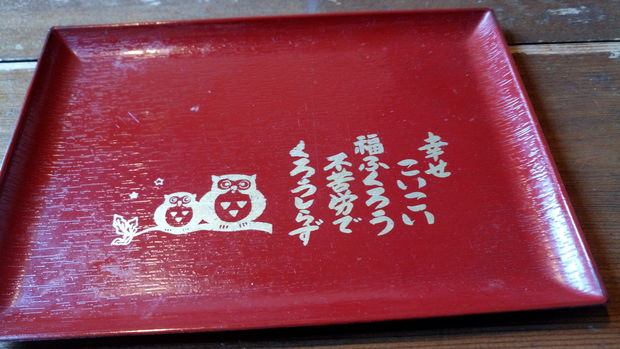 幸せ
こいこい
福ふくろう
不苦労で
くろうしらず